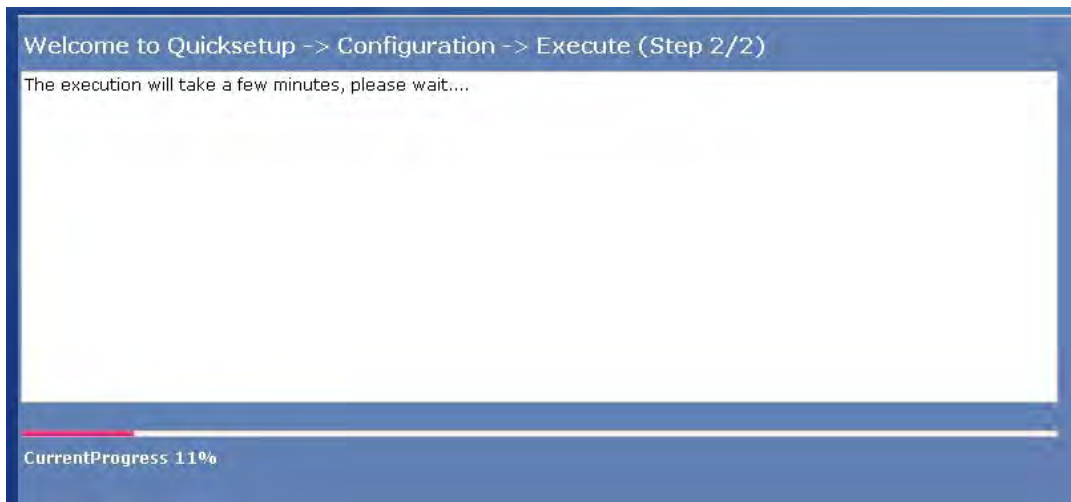 Welcome to Quicksetup -> Configuration -> Execute (Step 2/2)
The execution will take a few minutes, please wait....
CurrentProgress 11%